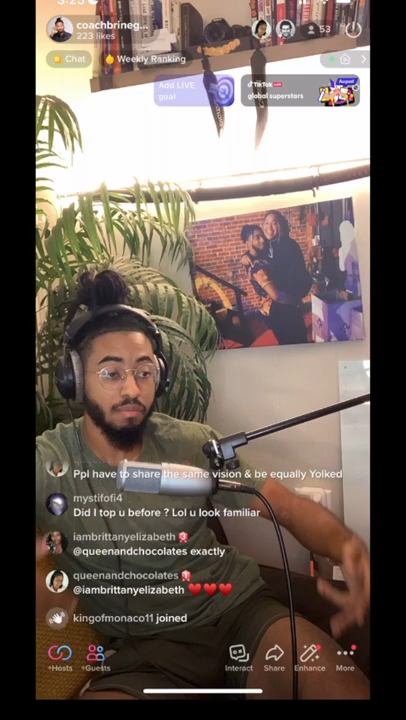 coachbrineg...
223 likes
53
Chat
Weekly Ranking
Add LIVE
goal
TikTok LIVE
global superstars
August
Ppl have to share the same vision & be equally Yolked
mystifofi4
Did I top u before ? Lol u look familiar
iambrittanyelizabeth
@queenandchocolates exactly
queenandchocolates
@iambrittanyelizabeth ❤️❤️❤️
kingofmonaco11 joined
+Hosts
+Guests
Interact
Share
Enhance
More